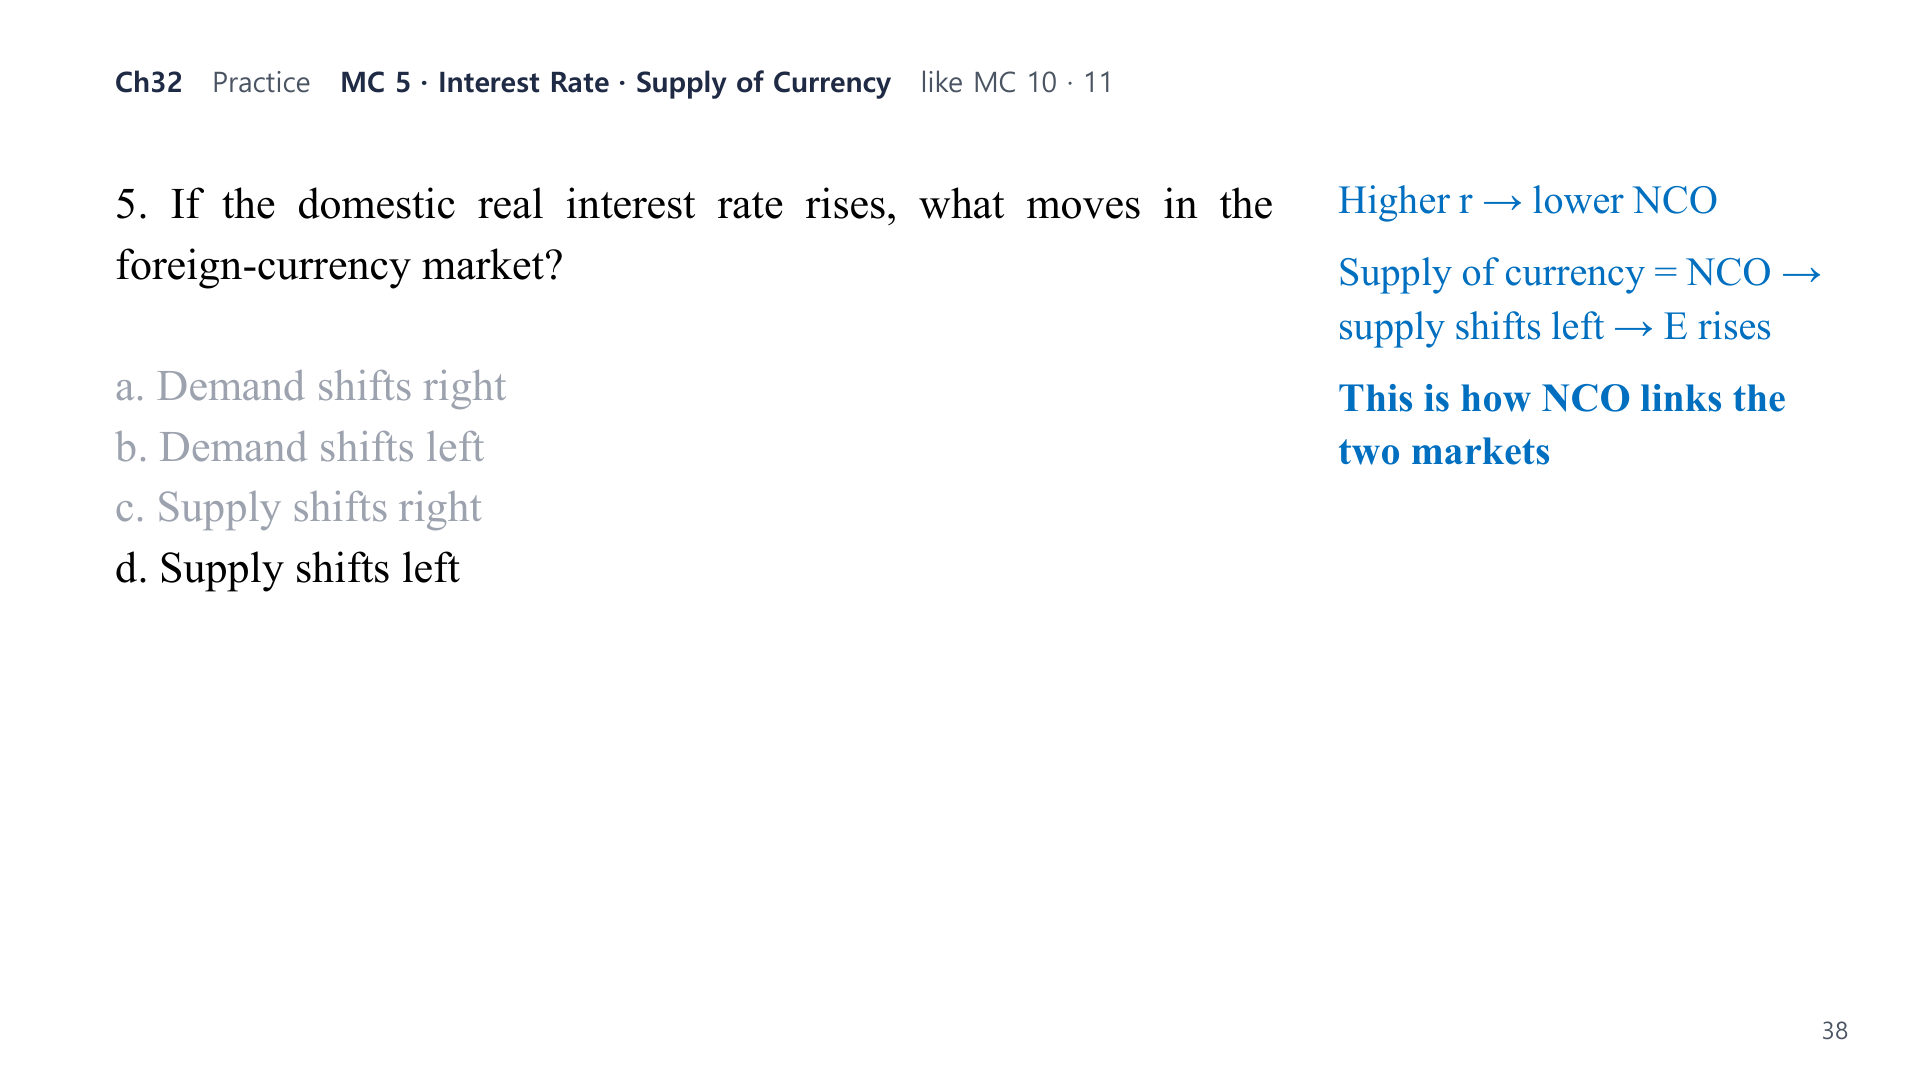 Ch32 Practice MC 5 · Interest Rate · Supply of Currency like MC 10 · 11
5. If the domestic real interest rate rises, what moves in the
foreign-currency market?
a. Demand shifts right
b. Demand shifts left
c. Supply shifts right
d. Supply shifts left
Higher r → lower NCO
Supply of currency = NCO →
supply shifts left → E rises
This is how NCO links the
two markets
38